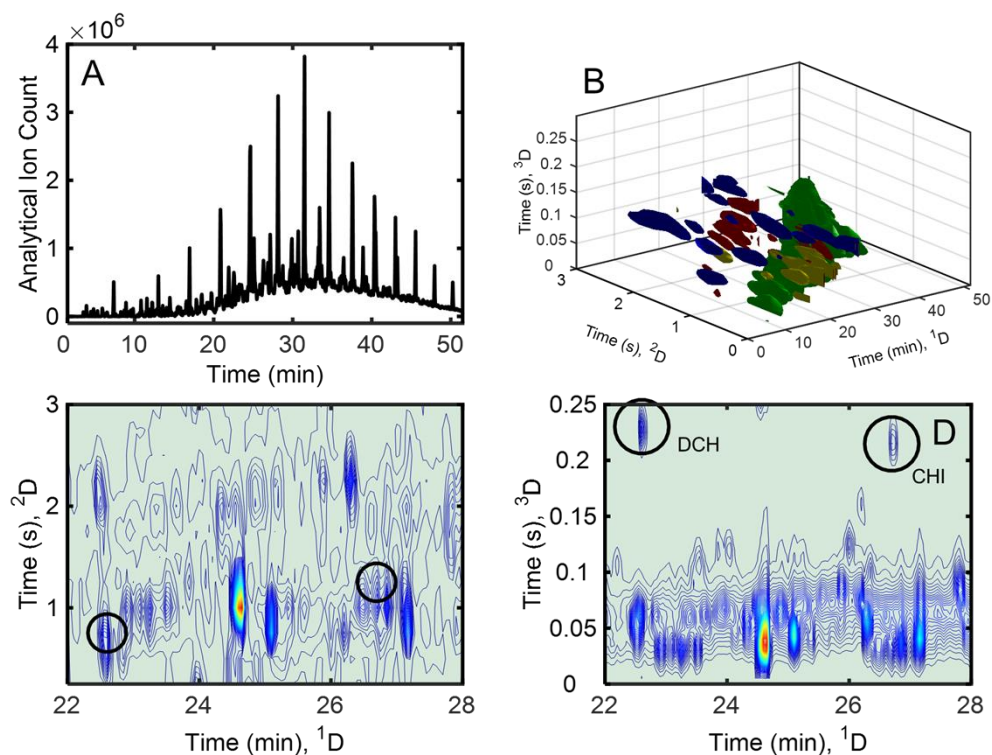 ×10⁶
A
4
3
2
1
0
Analytical Ion Count
0 10 20 30 40 50
Time (min)
B
0.25
0.2
0.15
0.1
0.05
0
Time (s), ³D
3
2
1
0
Time (s), ²D
0 10 20 30 40 50
Time (min), ¹D
3
2
1
Time (s), ²D
22 24 26 28
Time (min), ¹D
D
0.25
0.2
0.15
0.1
0.05
0
Time (s), ³D
DCH
CHI
22 24 26 28
Time (min), ¹D